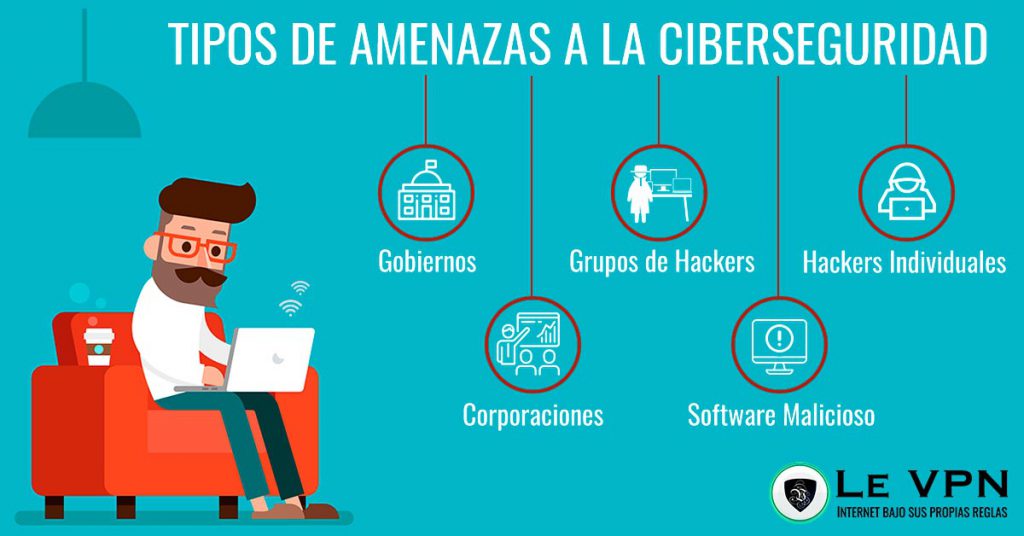 TIPOS DE AMENAZAS A LA CIBERSEGURIDAD
Gobiernos
Grupos de Hackers
Hackers Individuales
Corporaciones
Software Malicioso
LE VPN
INTERNET BAJO SUS PROPIAS REGLAS